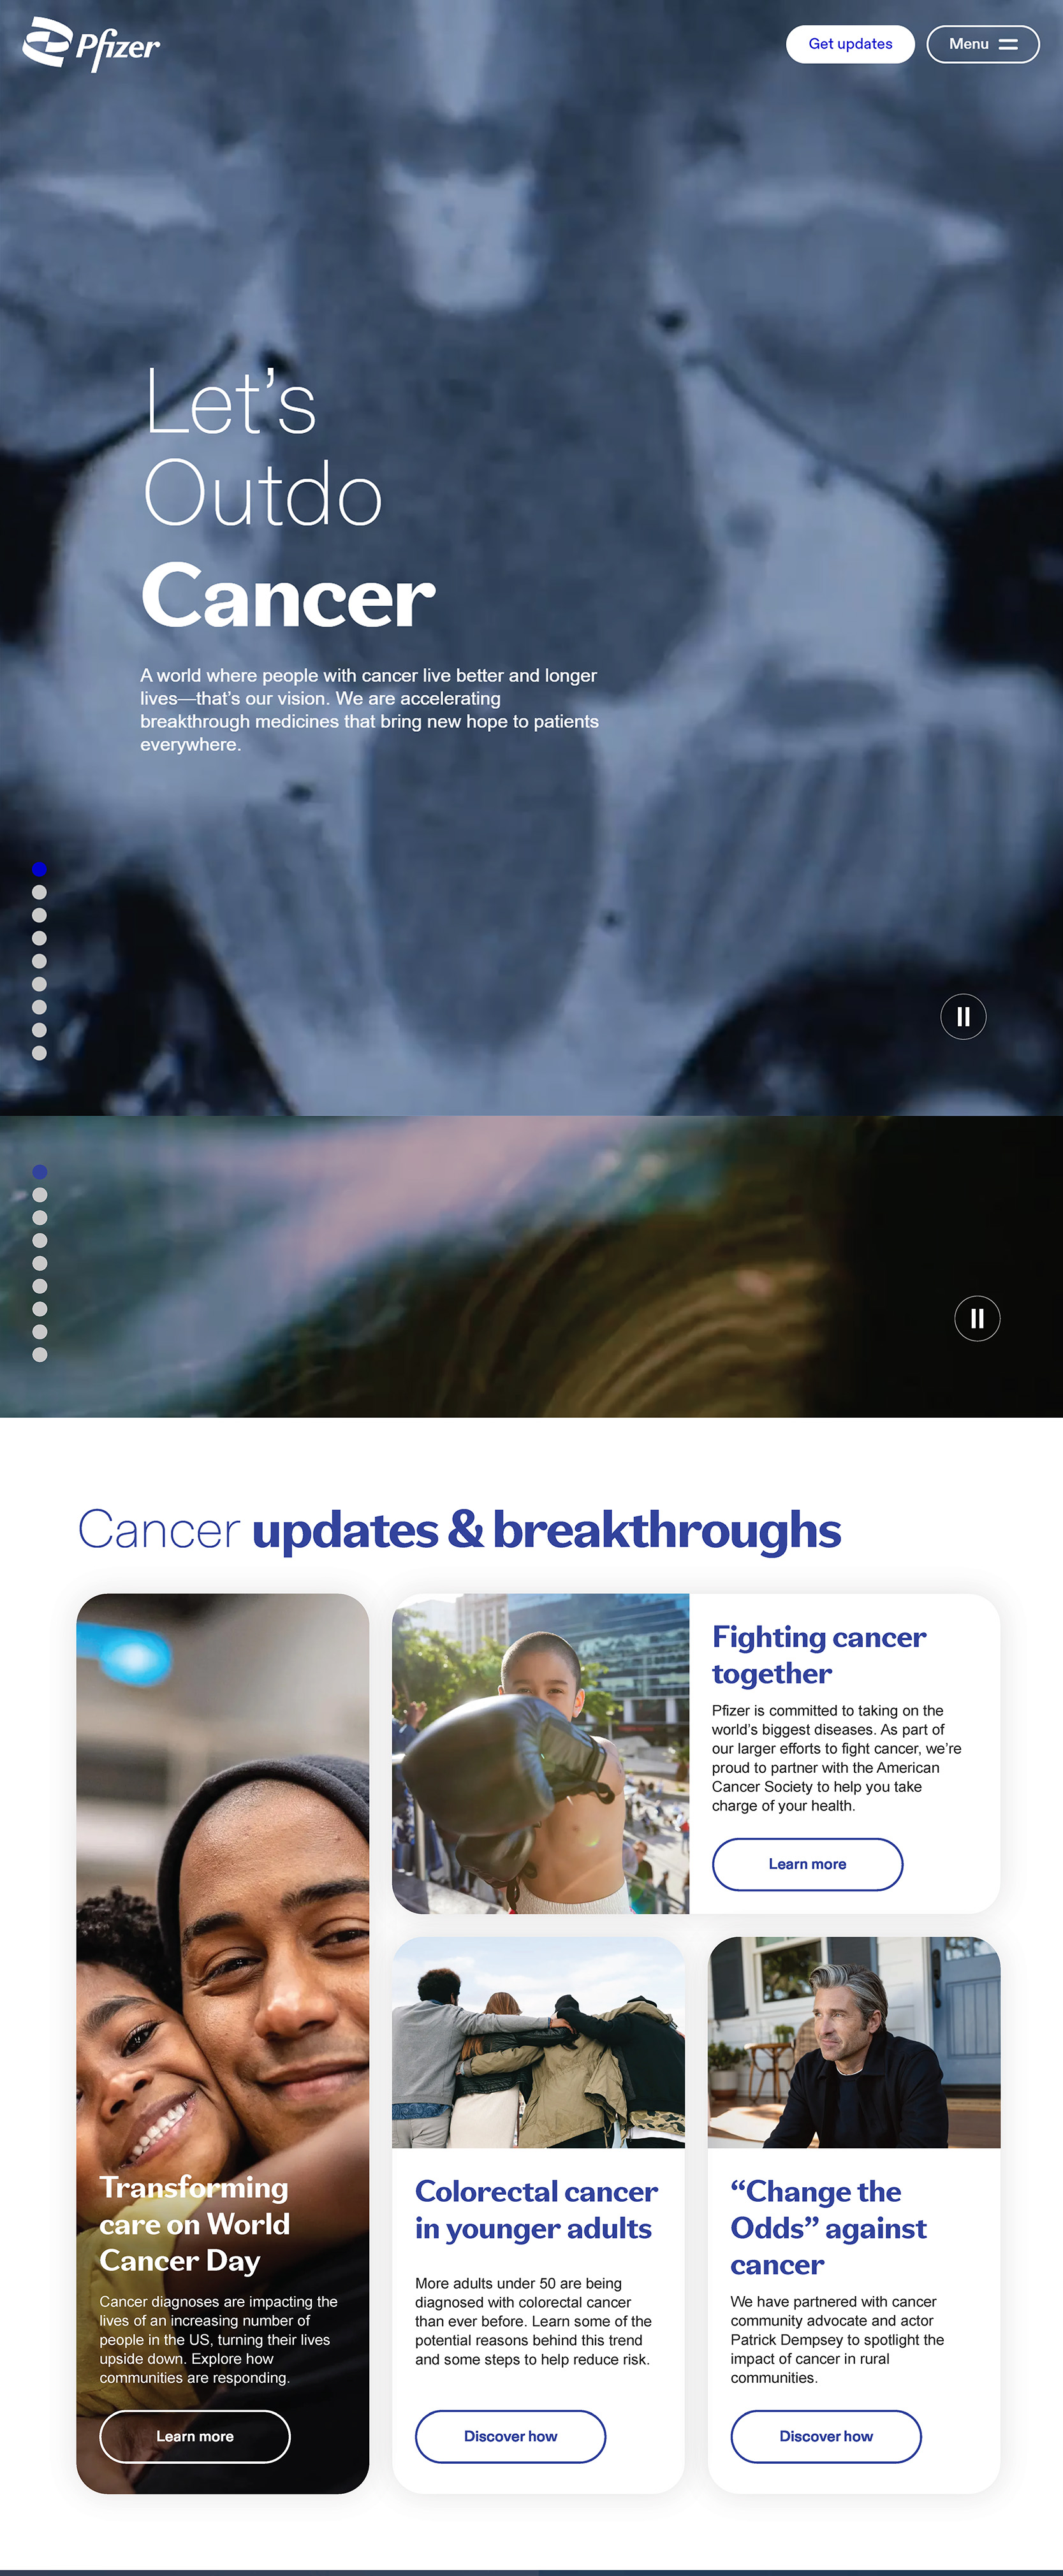 Pfizer
Get updates
Menu
Let’s
Outdo
Cancer
A world where people with cancer live better and longer
lives—that’s our vision. We are accelerating
breakthrough medicines that bring new hope to patients
everywhere.
Cancer updates & breakthroughs
Transforming
care on World
Cancer Day
Cancer diagnoses are impacting the
lives of an increasing number of
people in the US, turning their lives
upside down. Explore how
communities are responding.
Learn more
Fighting cancer
together
Pfizer is committed to taking on the
world’s biggest diseases. As part of
our larger efforts to fight cancer, we’re
proud to partner with the American
Cancer Society to help you take
charge of your health.
Learn more
Colorectal cancer
in younger adults
More adults under 50 are being
diagnosed with colorectal cancer
than ever before. Learn some of the
potential reasons behind this trend
and some steps to help reduce risk.
Discover how
“Change the
Odds” against
cancer
We have partnered with cancer
community advocate and actor
Patrick Dempsey to spotlight the
impact of cancer in rural
communities.
Discover how